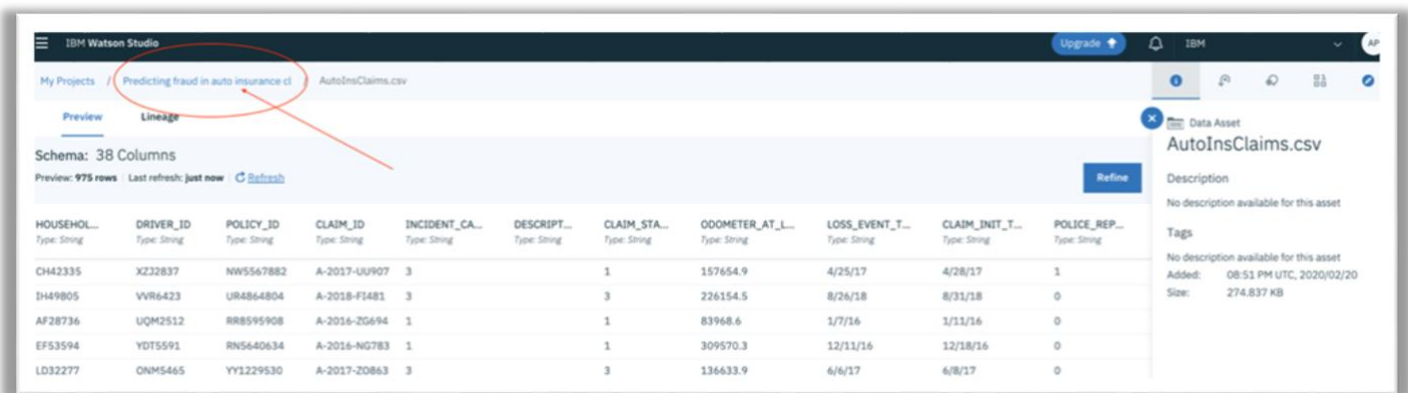 IBM Watson Studio Upgrade IBM AP
My Projects / Predicting fraud in auto insurance cl / AutoInsClaims.csv
Preview Lineage
Schema: 38 Columns
Preview: 975 rows Last refresh: just now Refresh
Refine
HOUSEHOL... DRIVER_ID POLICY_ID CLAIM_ID INCIDENT_CA... DESCRIPT... CLAIM_STA... ODOMETER_AT_L... LOSS_EVENT_T... CLAIM_INIT_T... POLICE_REP...
Type: String Type: String Type: String Type: String Type: String Type: String Type: String Type: String Type: String Type: String Type: String
CH42335 XZJ2837 NW5567882 A-2017-UU907 3 1 157654.9 4/25/17 4/28/17 1
IH49805 VVR6423 UR4864804 A-2018-FI481 3 3 226154.5 8/26/18 8/31/18 0
AF28736 UQM2512 RR8595908 A-2016-ZG694 1 1 83968.6 1/7/16 1/11/16 0
EF53594 YDT5591 RN5640634 A-2016-NG783 1 1 309570.3 12/11/16 12/18/16 0
LD32277 ONM5465 YY1229530 A-2017-ZO863 3 3 136633.9 6/6/17 6/8/17 0
Data Asset
AutoInsClaims.csv
Description
No description available for this asset
Tags
No description available for this asset
Added: 08:51 PM UTC, 2020/02/20
Size: 274.837 KB